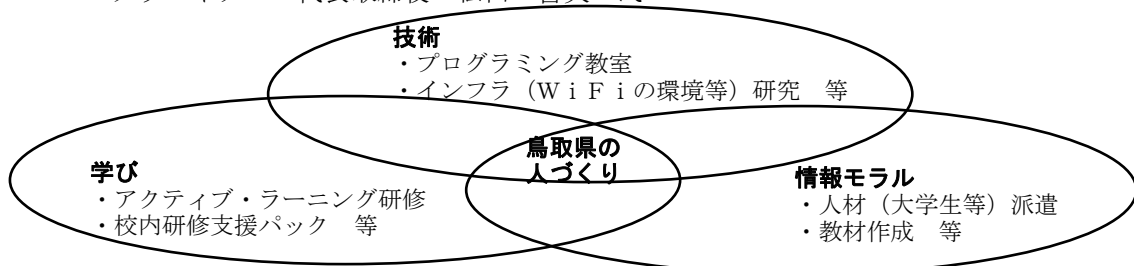 技術
・プログラミング教室
・インフラ（ＷｉＦｉの環境等）研究　等
鳥取県の
人づくり
学び
・アクティブ・ラーニング研修
・校内研修支援パック　等
情報モラル
・人材（大学生等）派遣
・教材作成　等